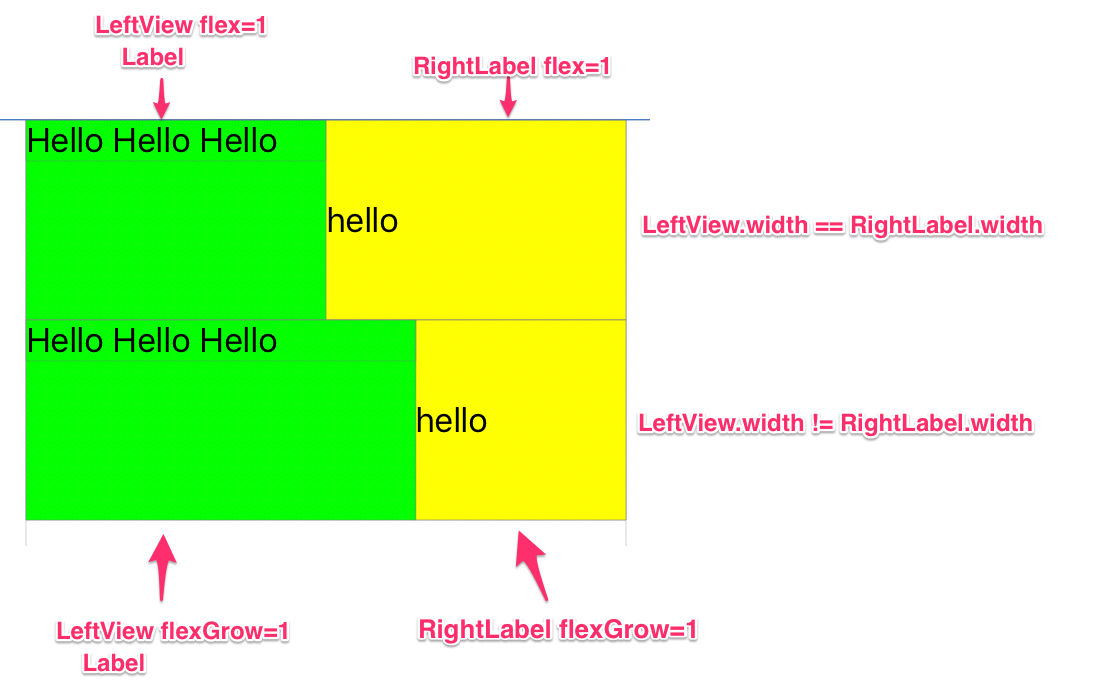 LeftView flex=1
Label
RightLabel flex=1
Hello Hello Hello
hello
LeftView.width == RightLabel.width
Hello Hello Hello
hello
LeftView.width != RightLabel.width
LeftView flexGrow=1
Label
RightLabel flexGrow=1